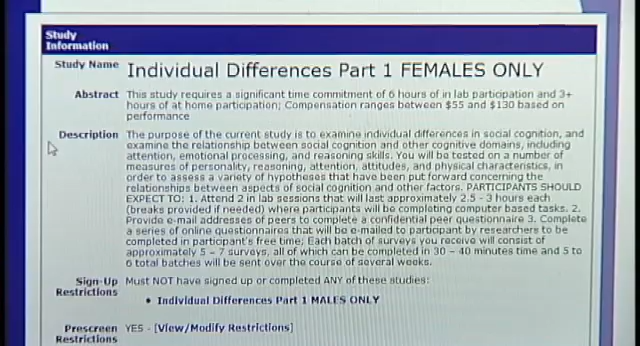 Study
Information
Study Name Individual Differences Part 1 FEMALES ONLY
Abstract This study requires a significant time commitment of 6 hours of in lab participation and 3+
hours of at home participation; Compensation ranges between $55 and $130 based on
performance
Description The purpose of the current study is to examine individual differences in social cognition, and
examine the relationship between social cognition and other cognitive domains, including
attention, emotional processing, and reasoning skills. You will be tested on a number of
measures of personality, reasoning, attention, attitudes, and physical characteristics, in
order to assess a variety of hypotheses that have been put forward concerning the
relationships between aspects of social cognition and other factors. PARTICIPANTS SHOULD
EXPECT TO: 1. Attend 2 in lab sessions that will last approximately 2.5 - 3 hours each
(breaks provided if needed) where participants will be completing computer based tasks. 2.
Provide e-mail addresses of peers to complete a confidential peer questionnaire 3. Complete
a series of online questionnaires that will be e-mailed to participant by researchers to be
completed in participant's free time; Each batch of surveys you receive will consist of
approximately 5 - 7 surveys, all of which can be completed in 30 - 40 minutes time and 5 to
6 total batches will be sent over the course of several weeks.
Sign-Up Must NOT have signed up or completed ANY of these studies:
Restrictions
• Individual Differences Part 1 MALES ONLY
Prescreen YES - [View/Modify Restrictions]
Restrictions